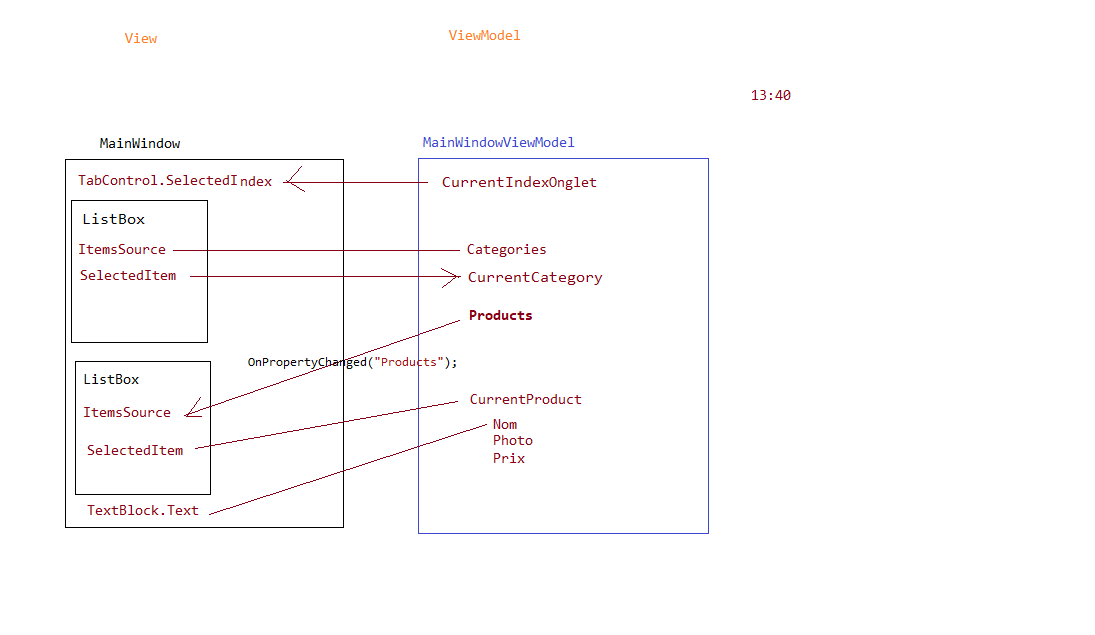 View
ViewModel
13:40
MainWindow
MainWindowViewModel
TabControl.SelectedIndex
CurrentIndexOnglet
ListBox
ItemsSource
Categories
SelectedItem
CurrentCategory
Products
OnPropertyChanged("Products");
ListBox
ItemsSource
CurrentProduct
Nom
Photo
Prix
SelectedItem
TextBlock.Text